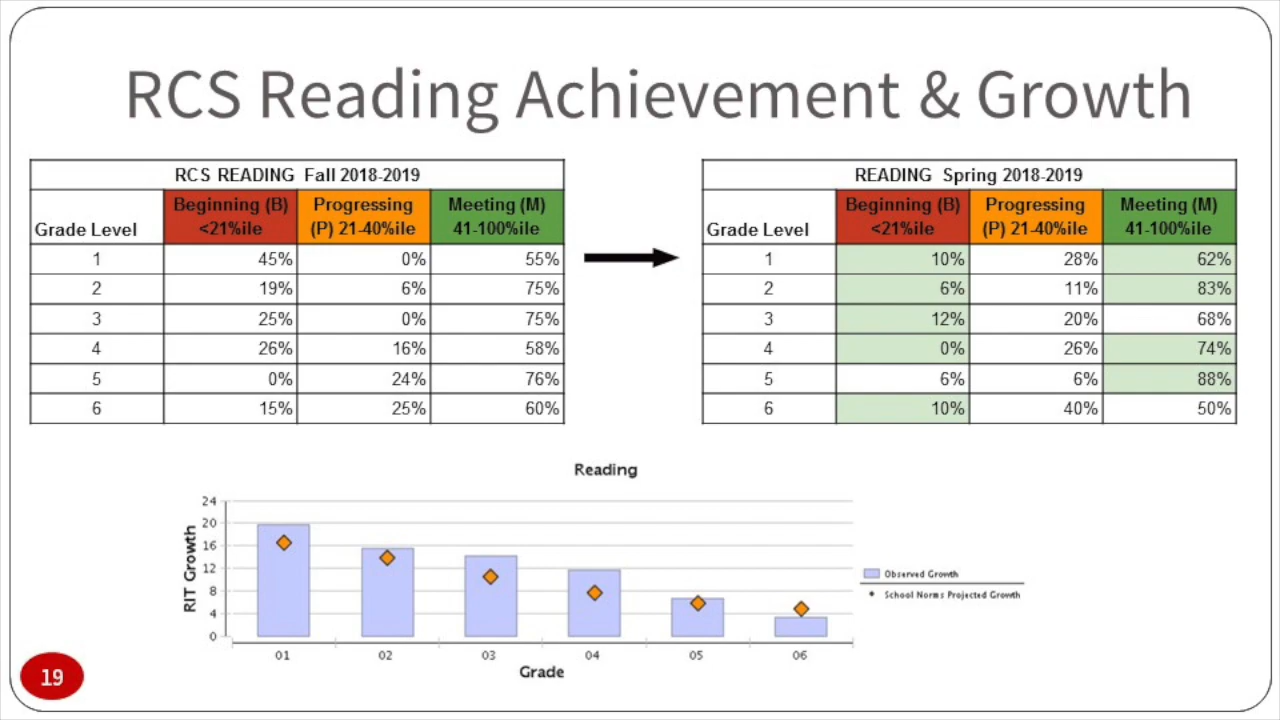 RCS Reading Achievement & Growth
RCS READING Fall 2018-2019
Grade Level Beginning (B) <21%ile Progressing (P) 21-40%ile Meeting (M) 41-100%ile
1 45% 0% 55%
2 19% 6% 75%
3 25% 0% 75%
4 26% 16% 58%
5 0% 24% 76%
6 15% 25% 60%
READING Spring 2018-2019
Grade Level Beginning (B) <21%ile Progressing (P) 21-40%ile Meeting (M) 41-100%ile
1 10% 28% 62%
2 6% 11% 83%
3 12% 20% 68%
4 0% 26% 74%
5 6% 6% 88%
6 10% 40% 50%
Reading
RIT Growth
24
20
16
12
8
4
0
01 02 03 04 05 06
Grade
Observed Growth
School Norms Projected Growth
19